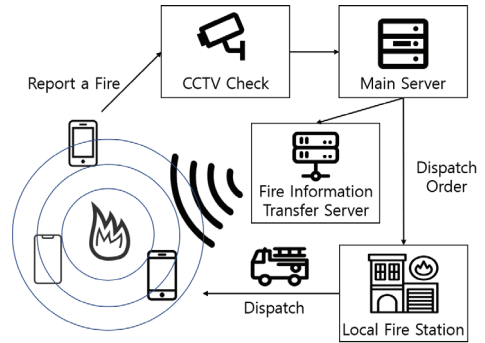 Report a Fire
CCTV Check
Main Server
Fire Information
Transfer Server
Dispatch
Order
Dispatch
Local Fire Station